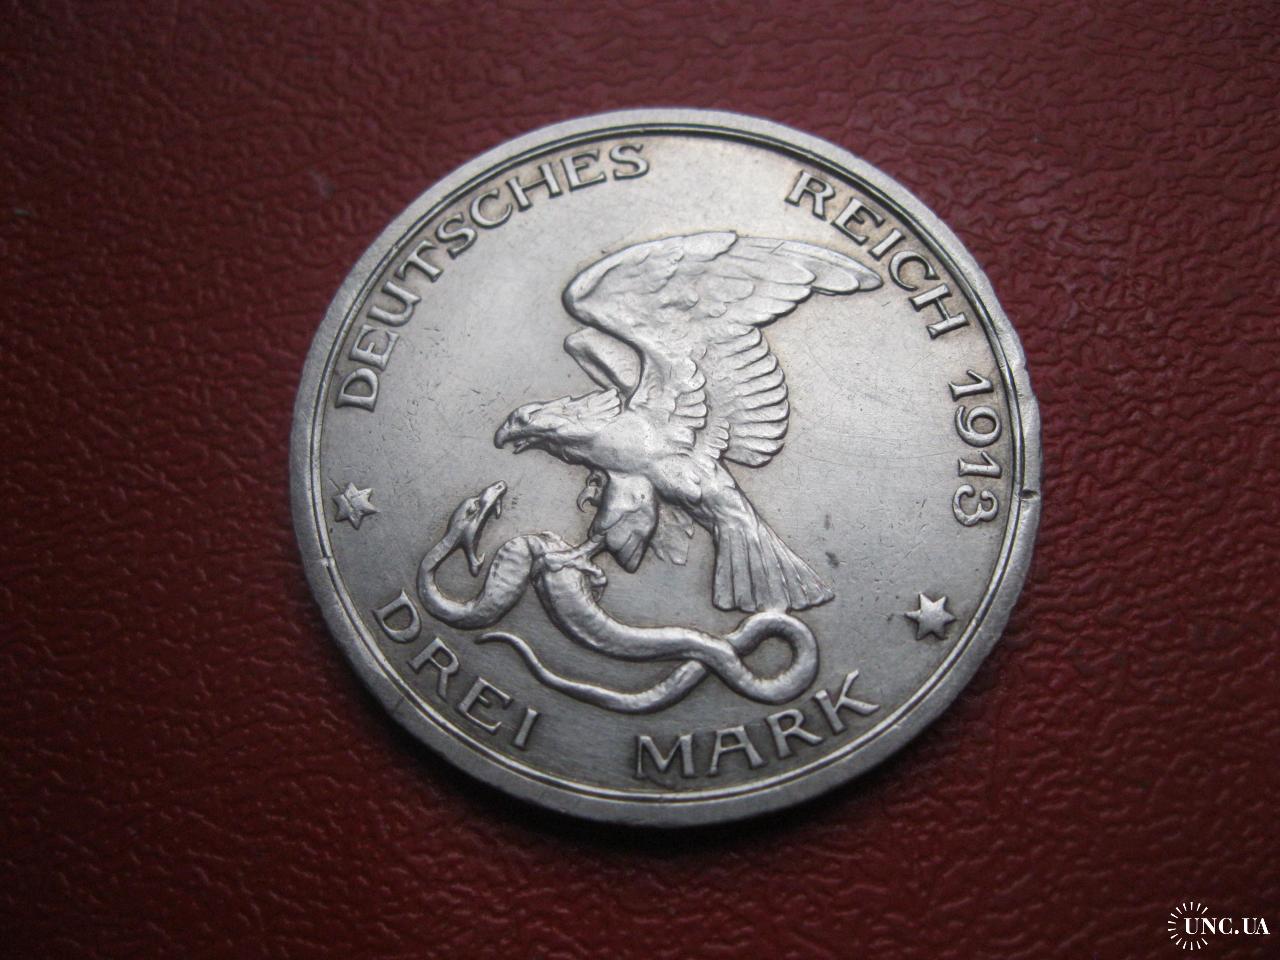 DEUTSCHES REICH 1913
DREI MARK
UNC.UA